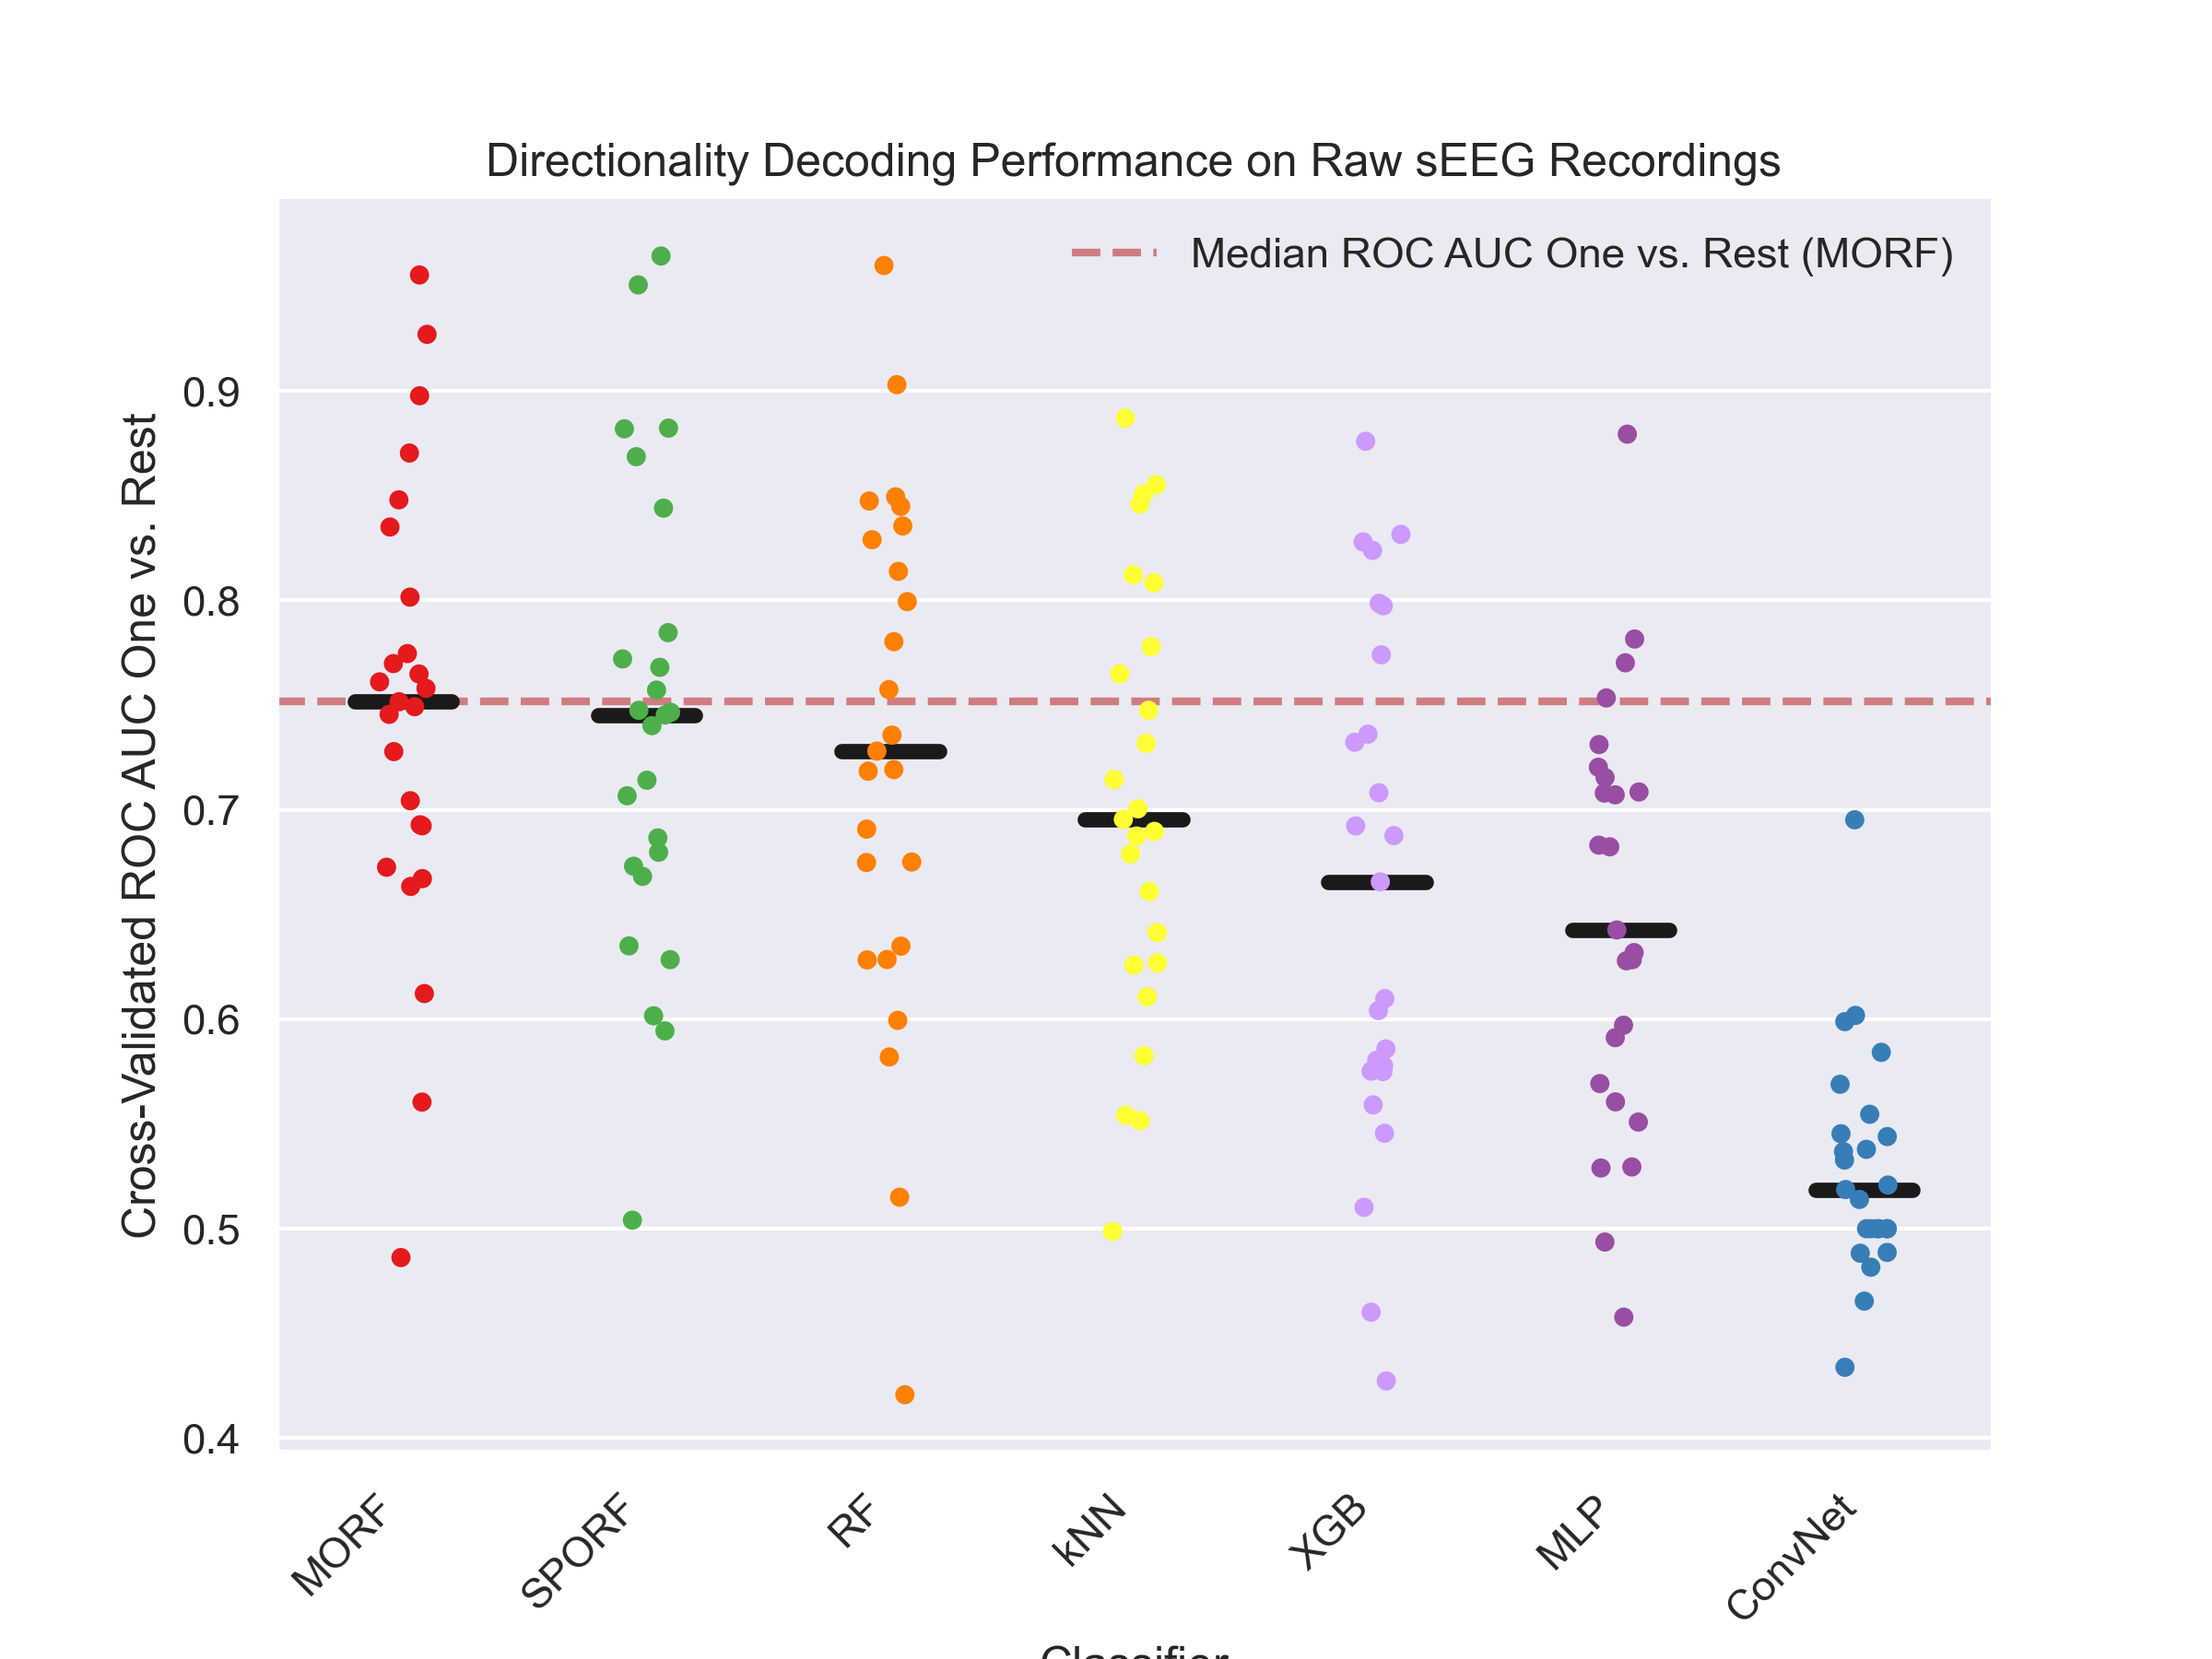 Directionality Decoding Performance on Raw sEEG Recordings
Median ROC AUC One vs. Rest (MORF)
Cross-Validated ROC AUC One vs. Rest
0.9
0.8
0.7
0.6
0.5
0.4
MORF
SPORF
RF
kNN
XGB
MLP
ConvNet
Classifier